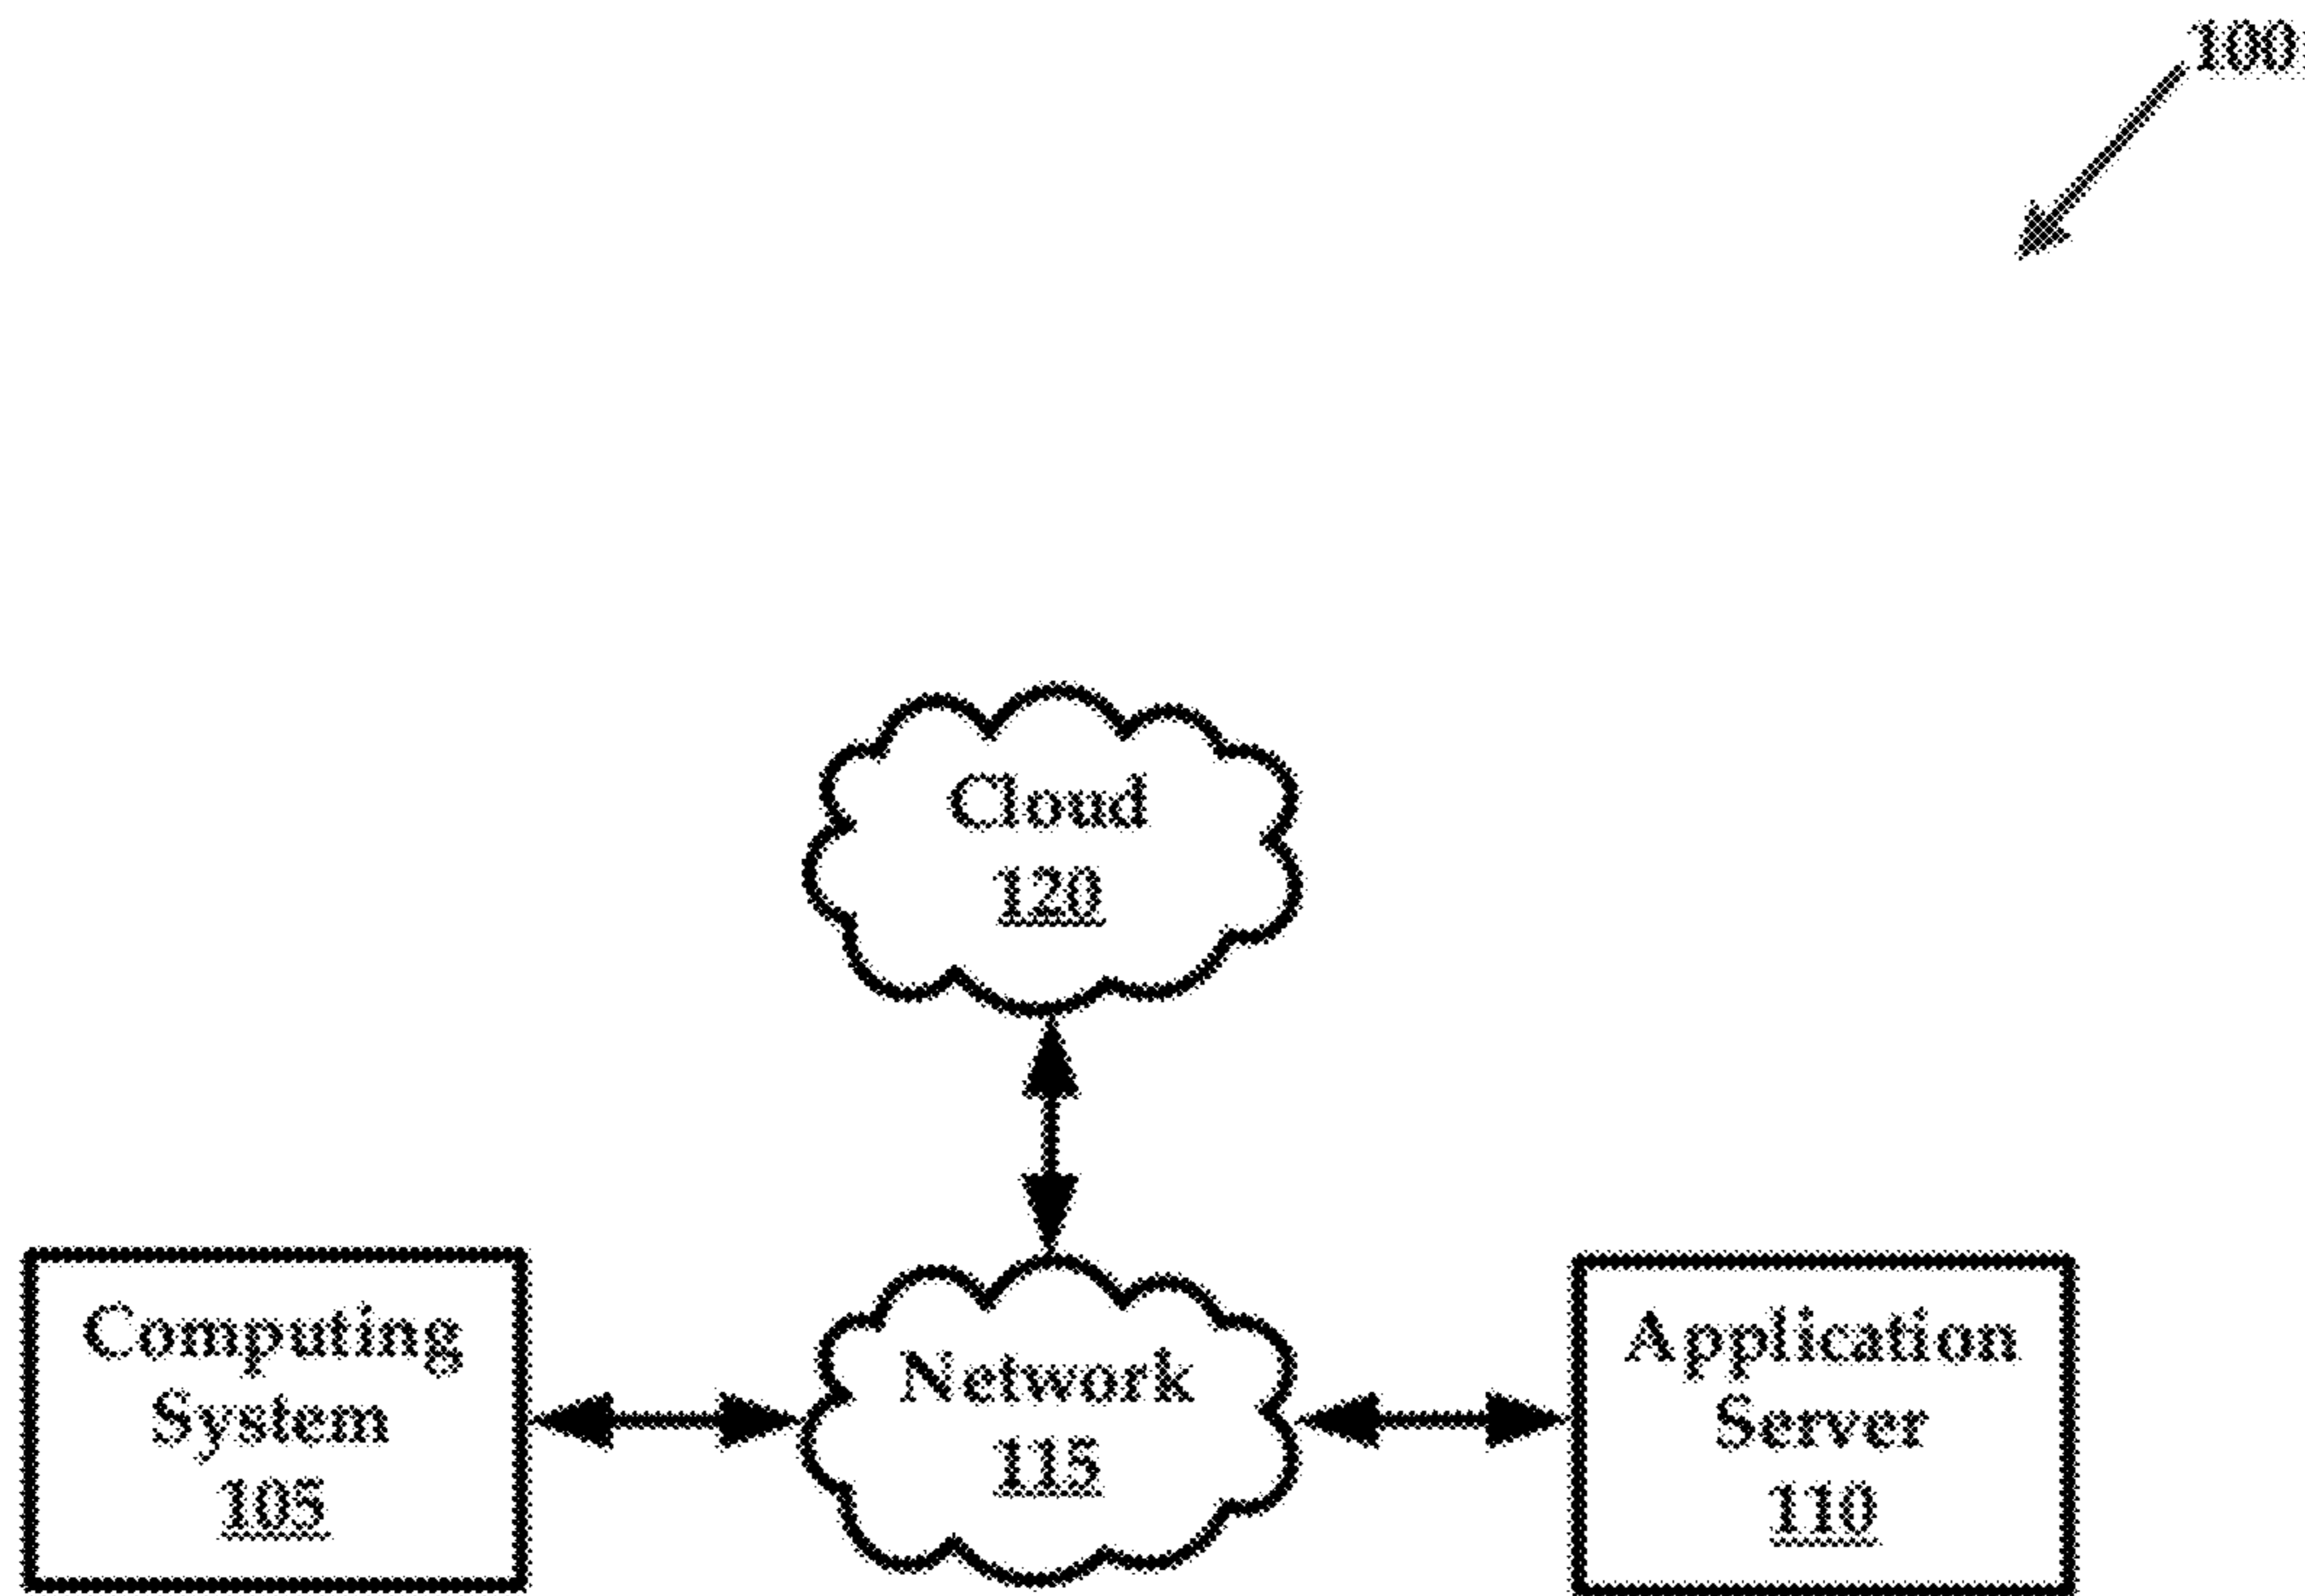 100
Cloud
120
Computing
System
105
Network
115
Application
Server
110